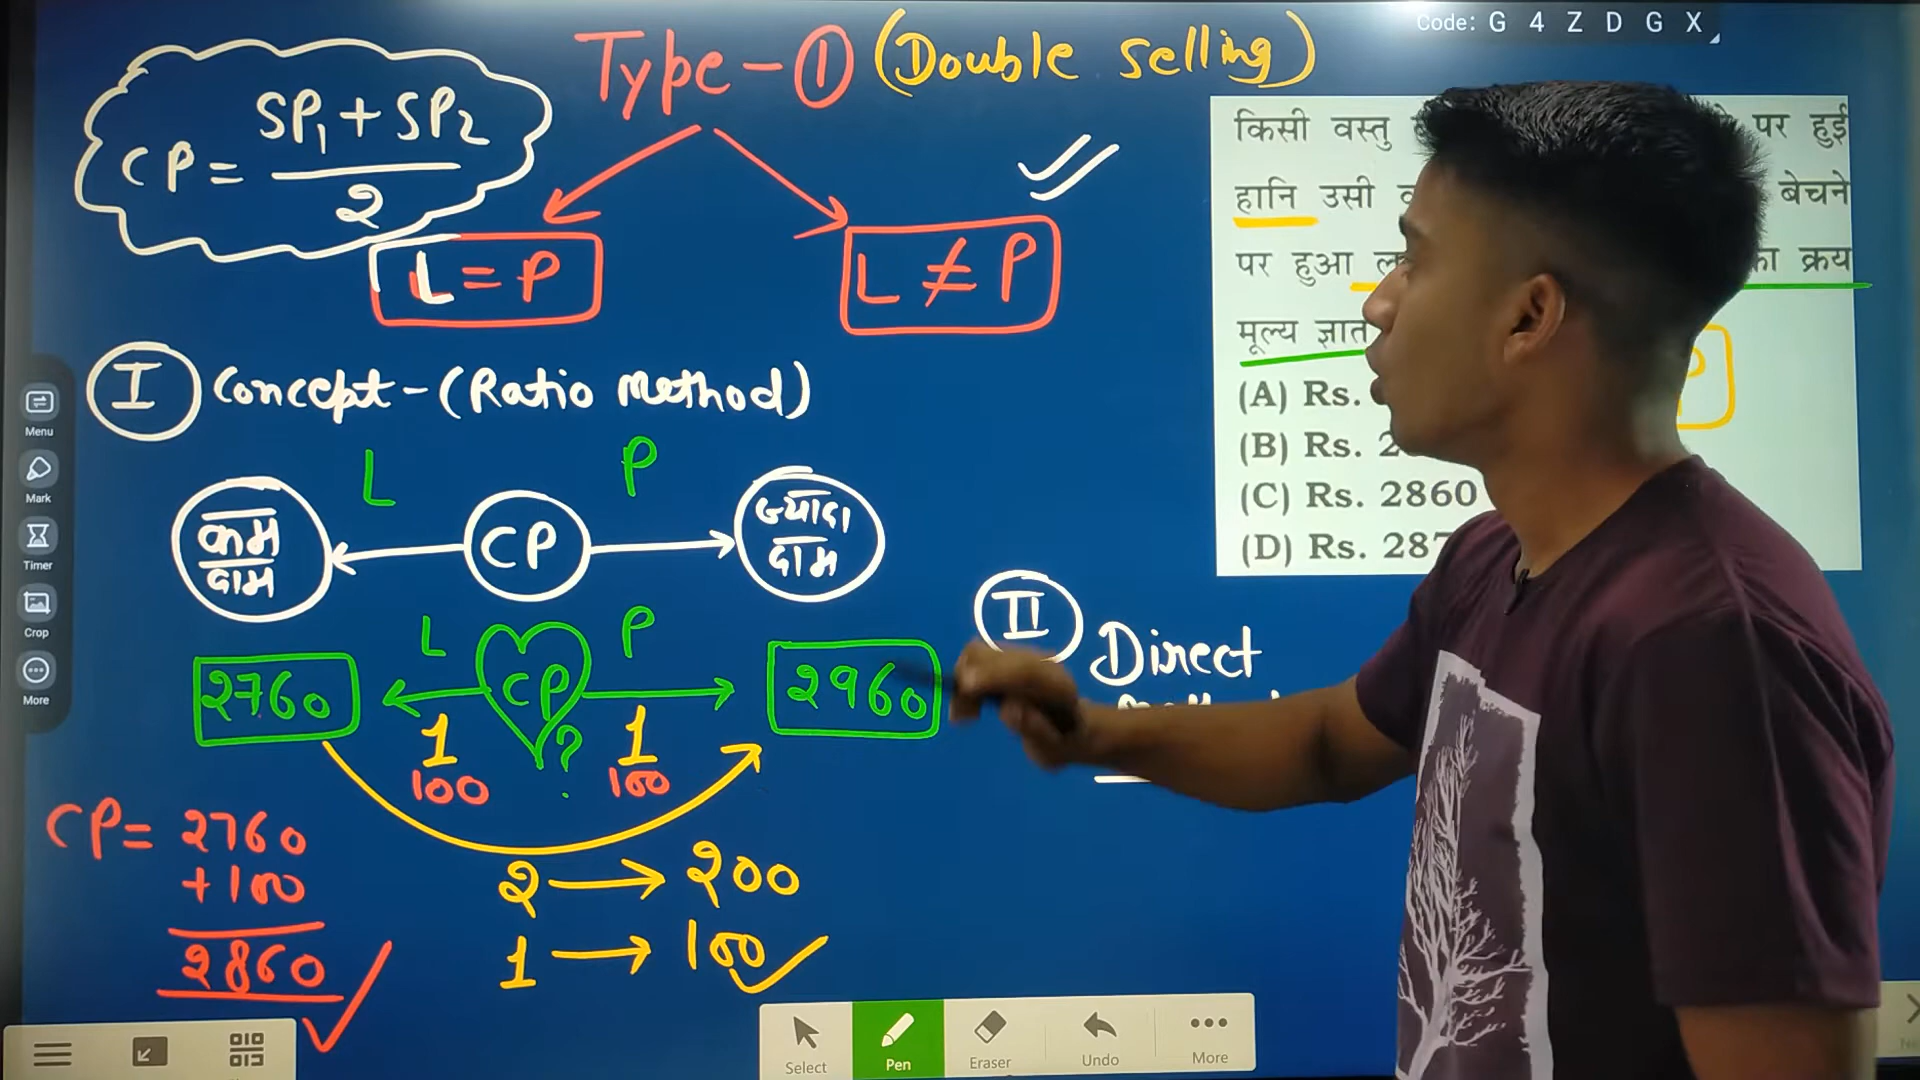 Code: G 4 Z D G X
Type-① (Double selling)
CP = SP₁ + SP₂ / 2
L = P
L ≠ P
किसी वस्तु पर हुई
हानि उसी बेचने
पर हुआ क्रय
मूल्य ज्ञात
P
(A) Rs.
(B) Rs. 2
(C) Rs. 2860
(D) Rs. 287
I Concept - (Ratio Method)
L P
कम दाम CP ज्यादा दाम
L P
2760 CP ? 2960
1 1
100 100
2 → 200
1 → 100
CP = 2760
+100
2860
II Direct
Menu
Mark
Timer
Crop
More
Select
Pen
Eraser
Undo
More